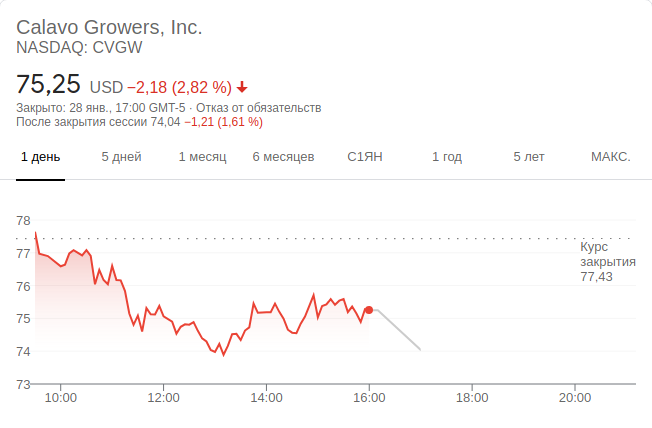 Calavo Growers, Inc.
NASDAQ: CVGW
75,25 USD −2,18 (2,82 %)
Закрыто: 28 янв., 17:00 GMT-5 · Отказ от обязательств
После закрытия сессии 74,04 −1,21 (1,61 %)
1 день 5 дней 1 месяц 6 месяцев С1ЯН 1 год 5 лет МАКС.
78
77
76
75
74
73
Курс
закрытия
77,43
10:00 12:00 14:00 16:00 18:00 20:00